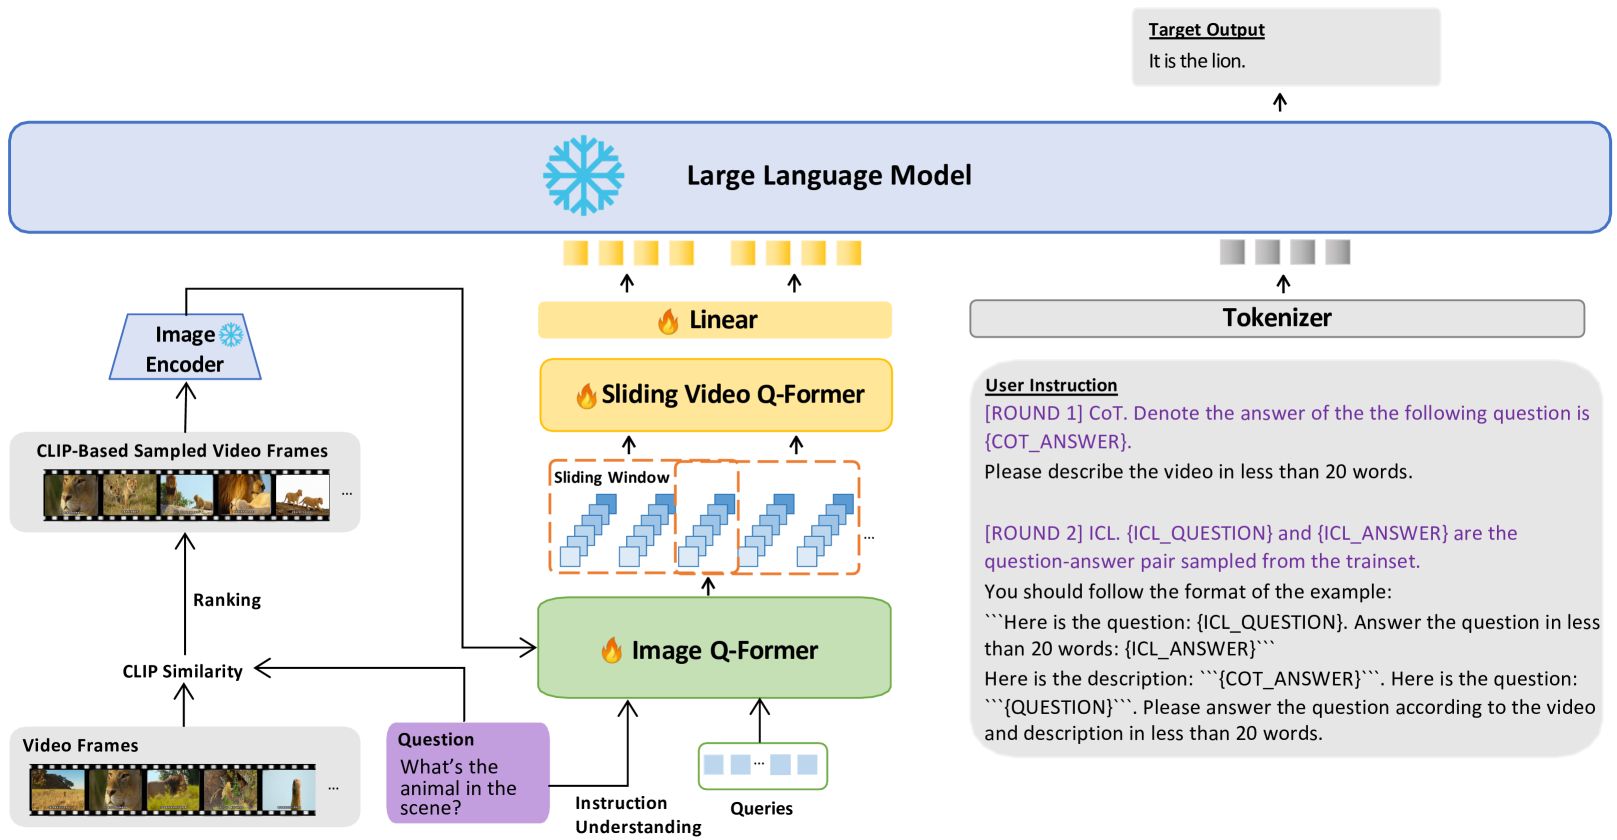 Target Output
It is the lion.
Large Language Model
Image
Encoder
Linear
Tokenizer
Sliding Video Q-Former
CLIP-Based Sampled Video Frames
...
Sliding Window
...
Ranking
Image Q-Former
CLIP Similarity
Video Frames
...
Question
What's the
animal in the
scene?
Instruction
Understanding
...
Queries
User Instruction
[ROUND 1] CoT. Denote the answer of the the following question is
{COT_ANSWER}.
Please describe the video in less than 20 words.
[ROUND 2] ICL. {ICL_QUESTION} and {ICL_ANSWER} are the
question-answer pair sampled from the trainset.
You should follow the format of the example:
```Here is the question: {ICL_QUESTION}. Answer the question in less
than 20 words: {ICL_ANSWER}```
Here is the description: ```{COT_ANSWER}```. Here is the question:
```{QUESTION}```. Please answer the question according to the video
and description in less than 20 words.